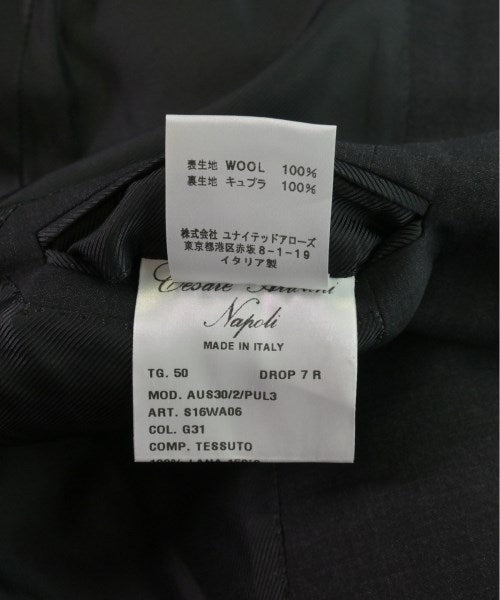 表生地 WOOL 100%
裏生地 キュプラ 100%
株式会社 ユナイテッドアローズ
東京都港区赤坂8-1-19
イタリア製
Cesare
Napoli
MADE IN ITALY
TG. 50 DROP 7 R
MOD. AUS30/2/PUL3
ART. S16WA06
COL. G31
COMP. TESSUTO
100% LANA